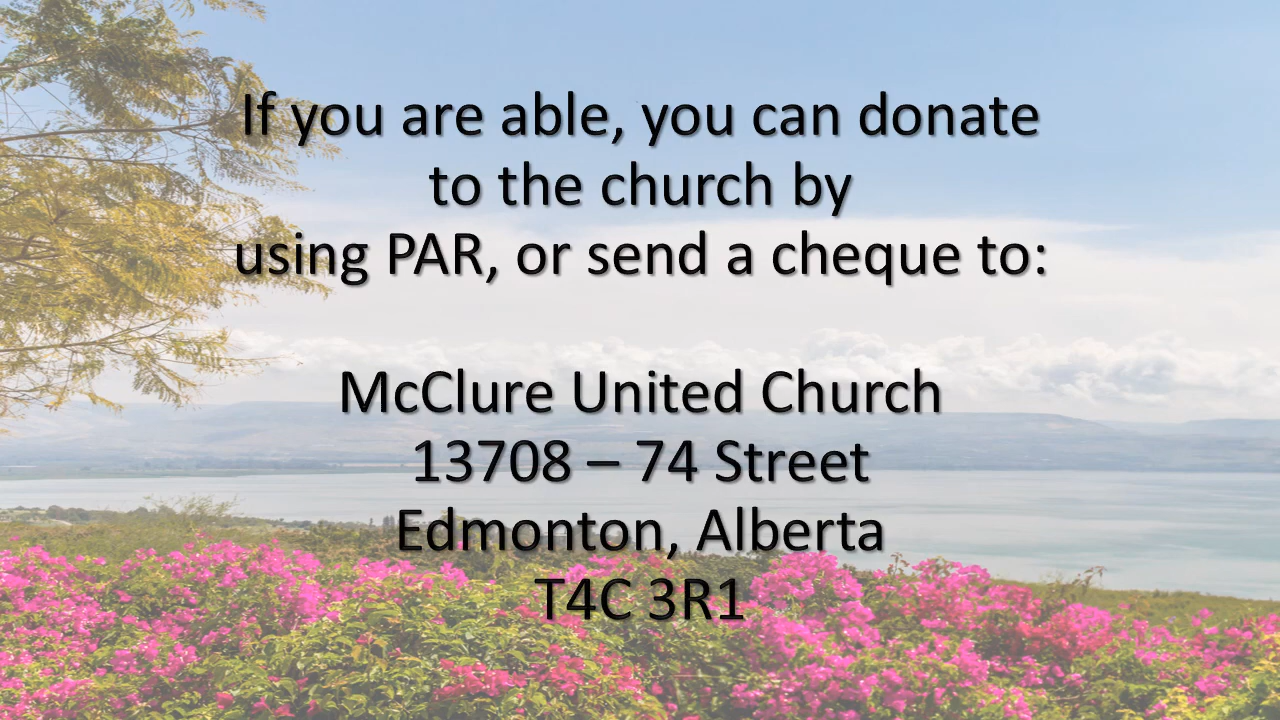 If you are able, you can donate
to the church by
using PAR, or send a cheque to:
McClure United Church
13708 – 74 Street
Edmonton, Alberta
T4C 3R1